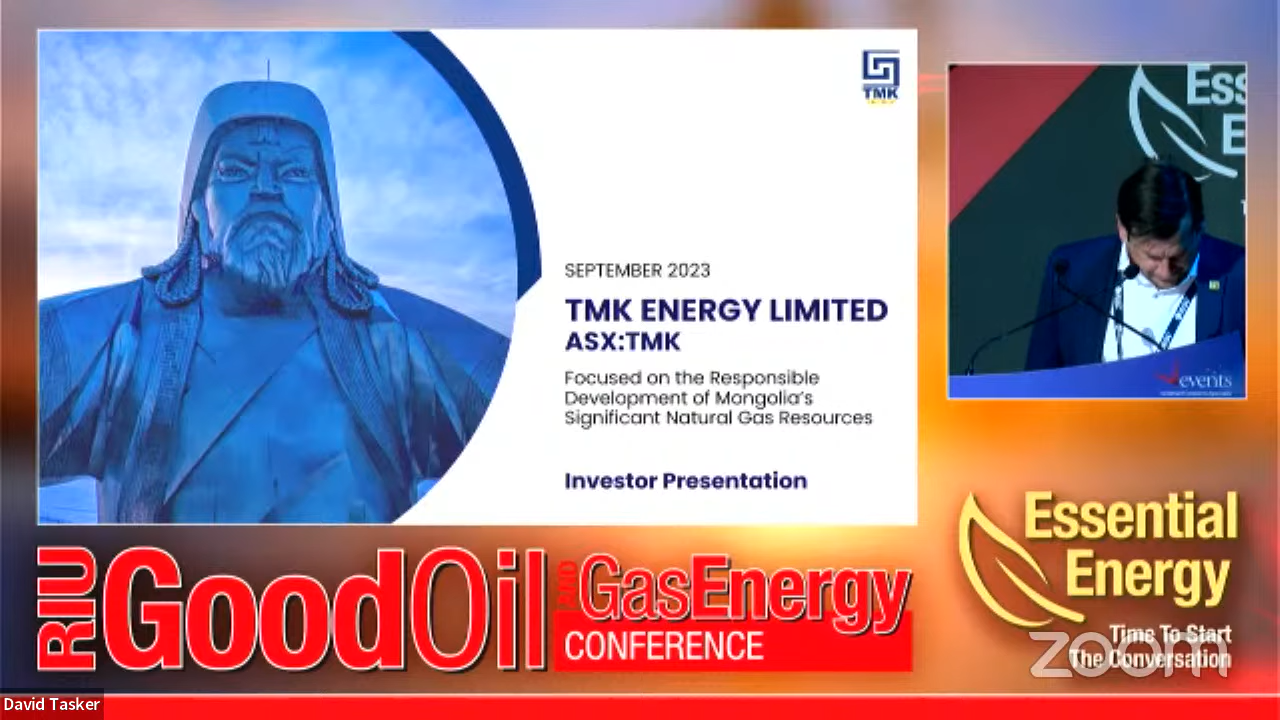 TMK
SEPTEMBER 2023
TMK ENERGY LIMITED
ASX:TMK
Focused on the Responsible
Development of Mongolia's
Significant Natural Gas Resources
Investor Presentation
Ess
E
events
RIU GoodOil AND GasEnergy
CONFERENCE
Essential
Energy
Time To Start
The Conversation
zoom
David Tasker